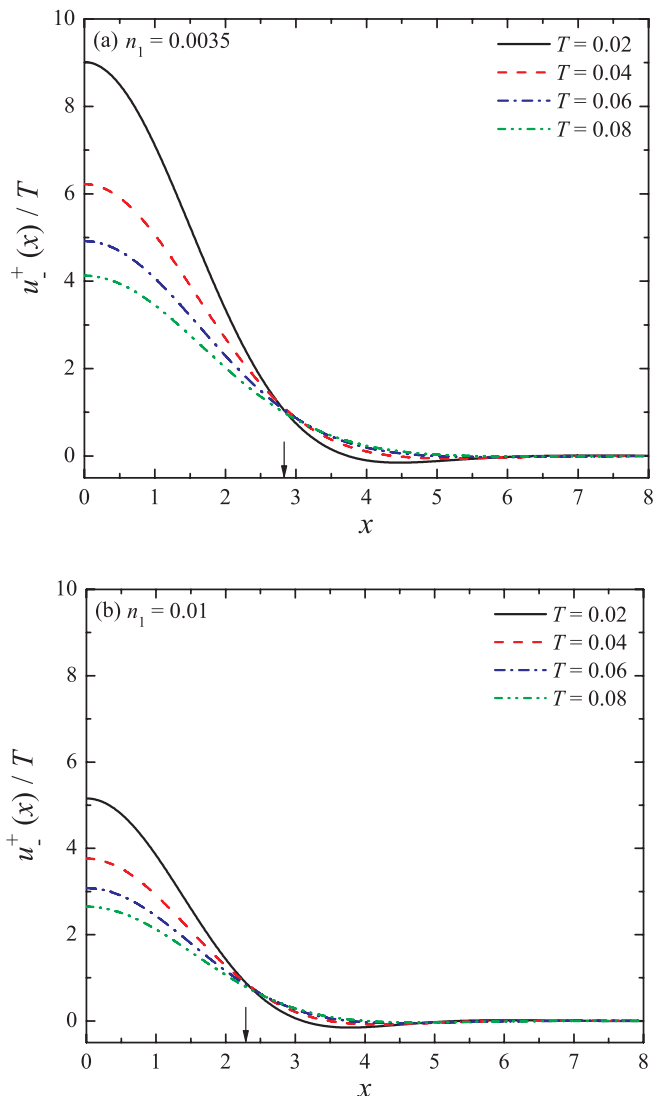 10
(a) n₁ = 0.0035
T = 0.02
T = 0.04
T = 0.06
T = 0.08
8
6
4
2
0
u₋⁺(x) / T
0 1 2 3 4 5 6 7 8
x
10
(b) n₁ = 0.01
T = 0.02
T = 0.04
T = 0.06
T = 0.08
8
6
4
2
0
u₋⁺(x) / T
0 1 2 3 4 5 6 7 8
x